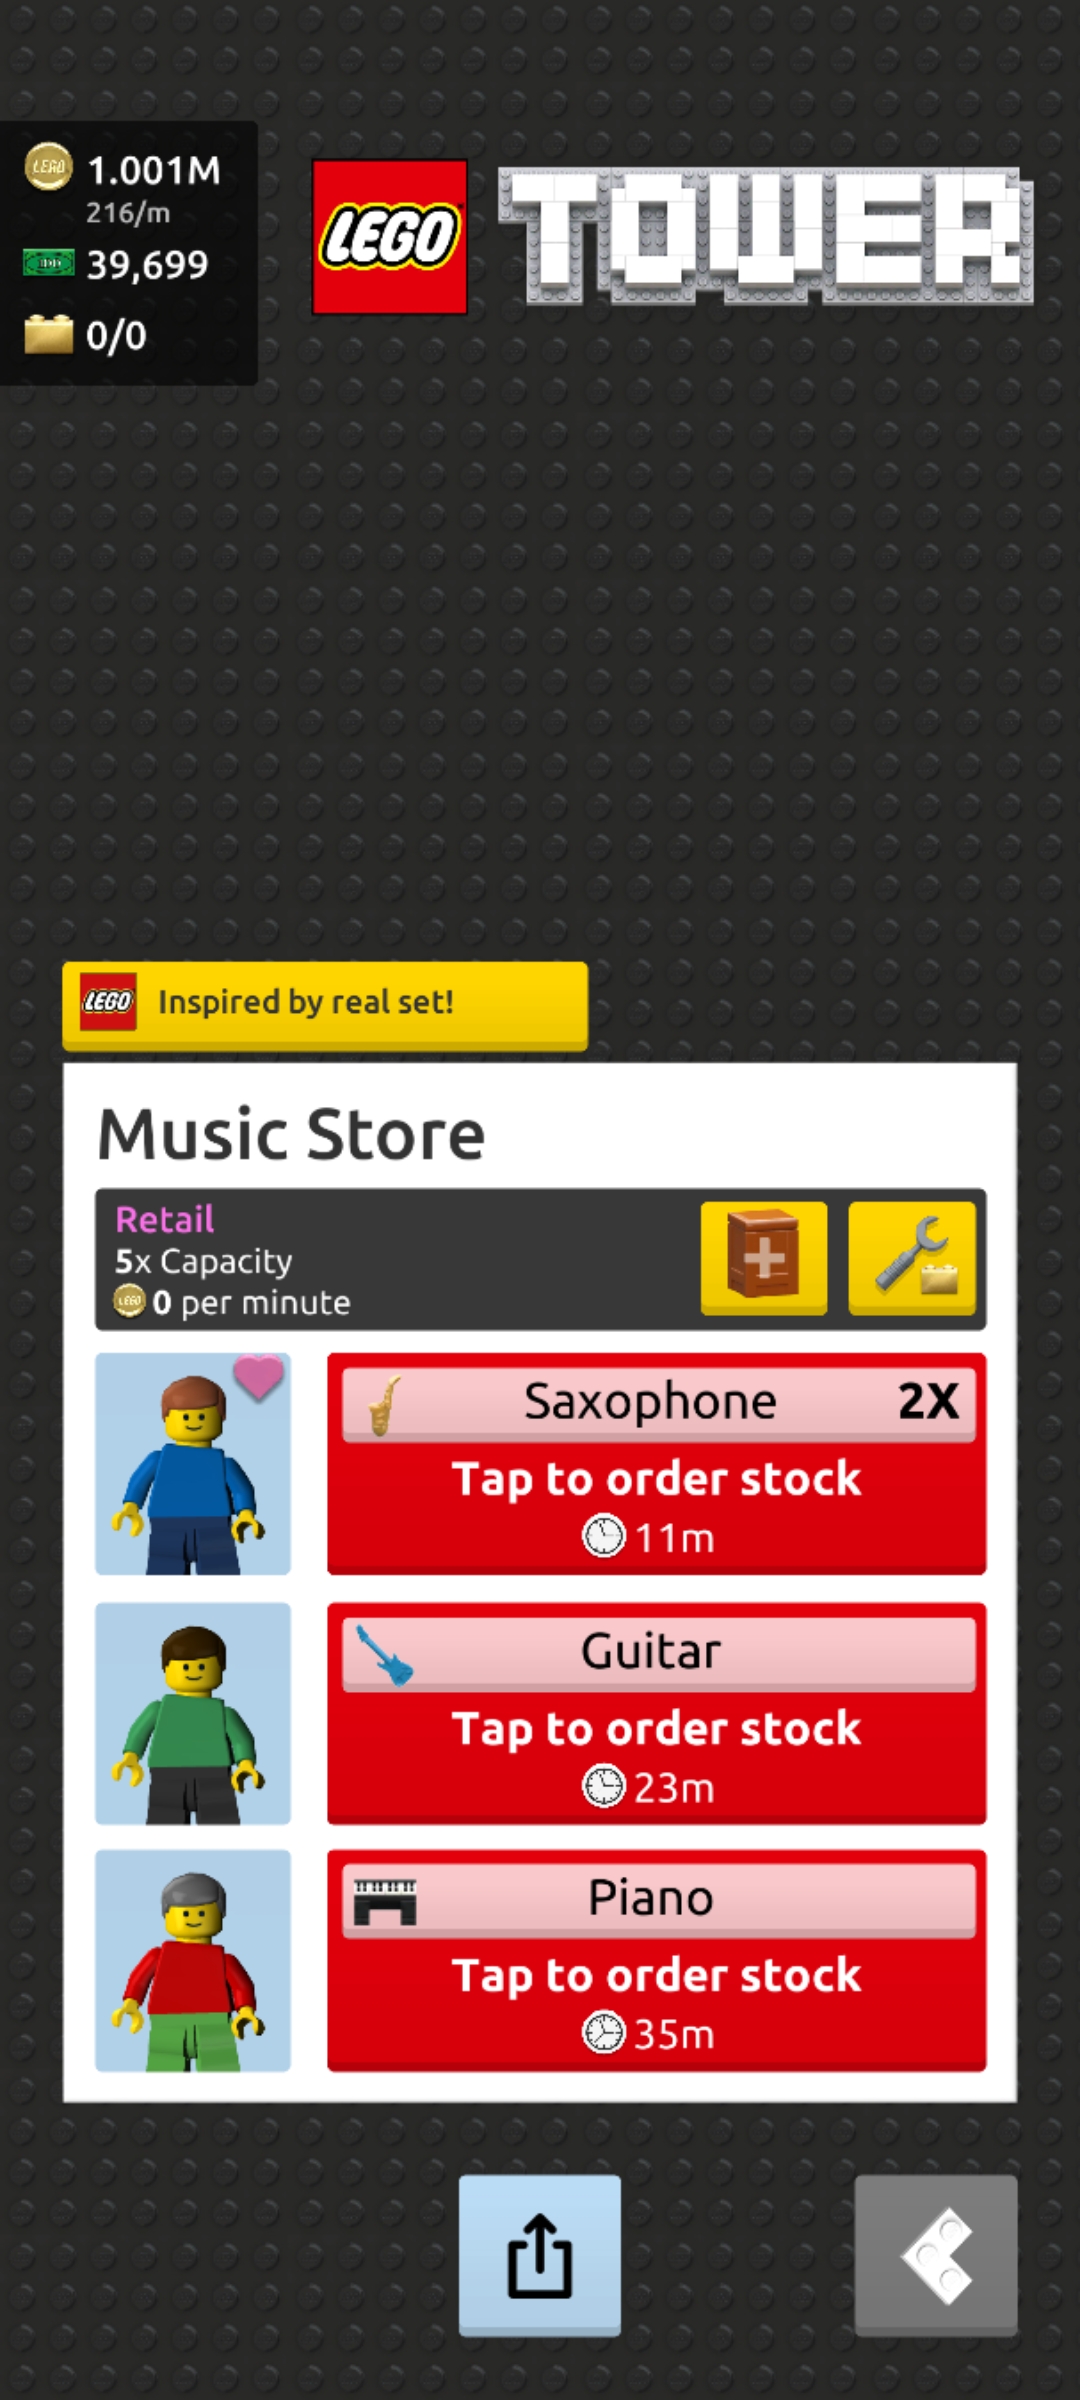 1.001M
216/m
39,699
0/0
LEGO TOWER
LEGO Inspired by real set!
Music Store
Retail
5x Capacity
0 per minute
Saxophone 2X
Tap to order stock
11m
Guitar
Tap to order stock
23m
Piano
Tap to order stock
35m